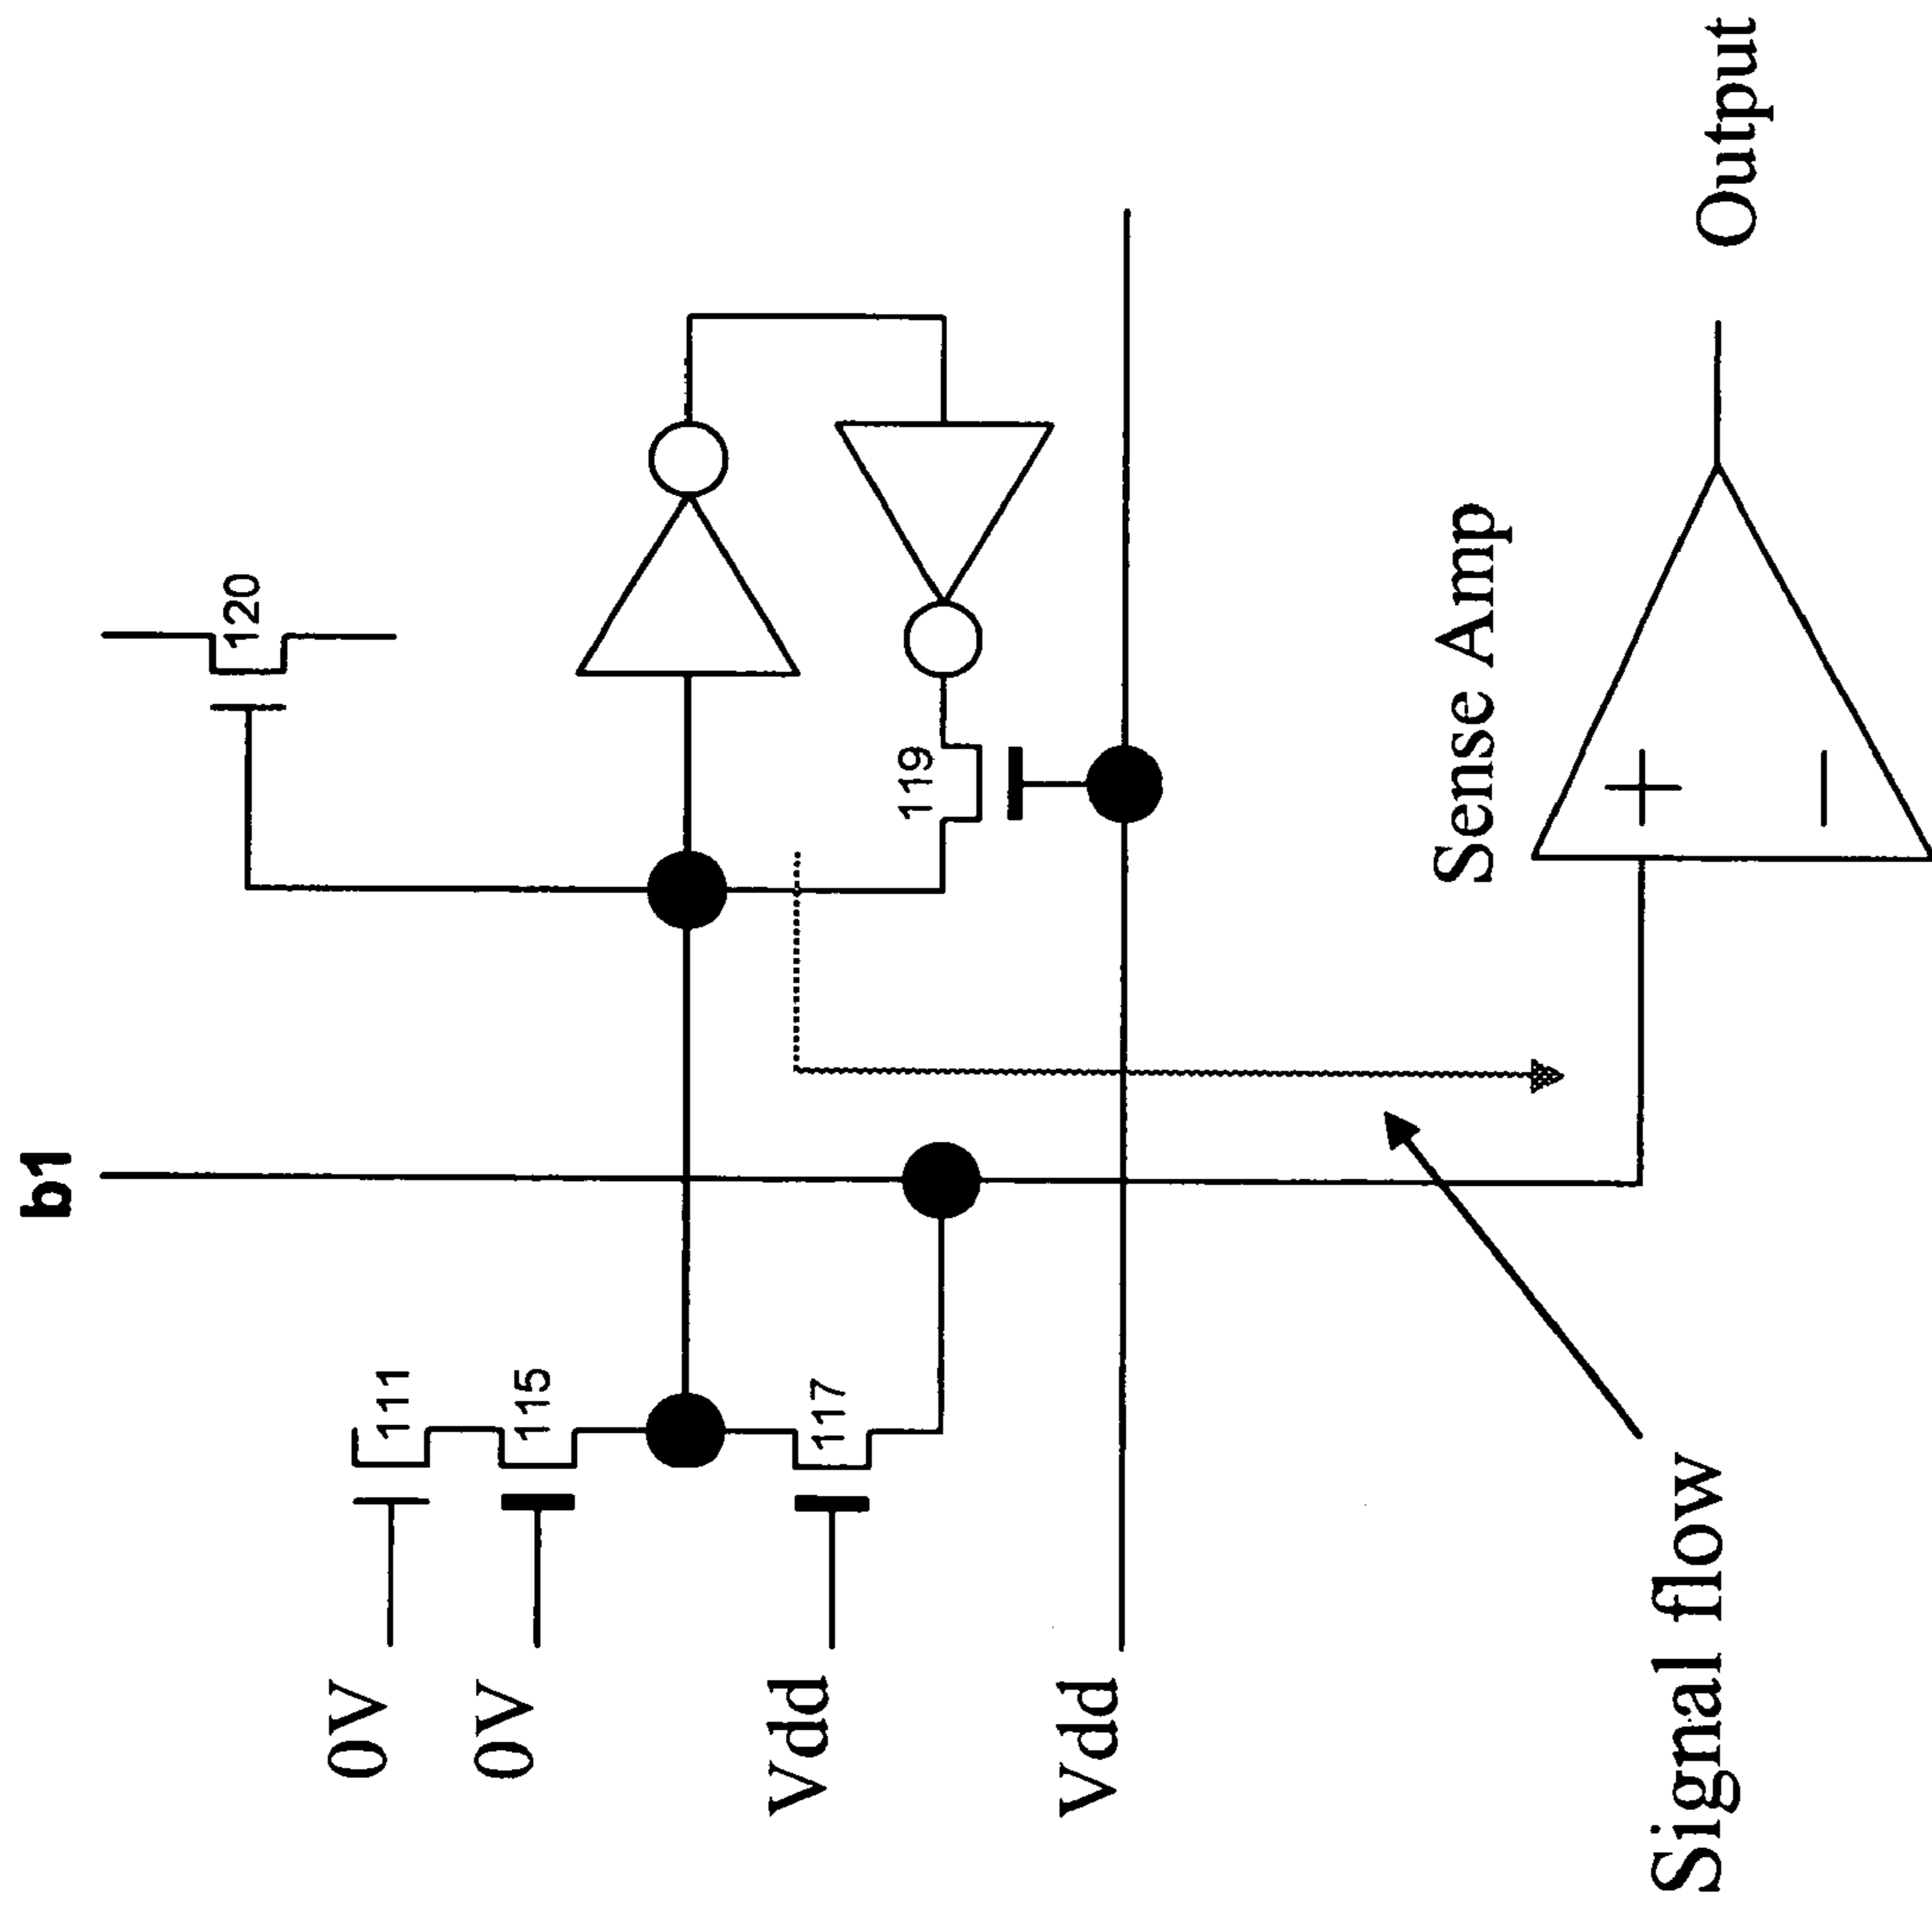 b1
120
0V
111
0V
115
Vdd
117
119
Vdd
Sense Amp
+
−
Output
Signal flow